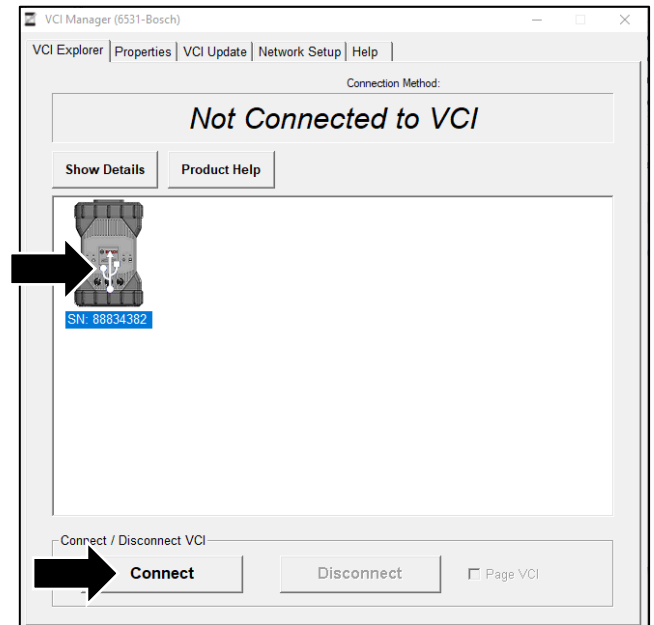 VCI Manager (6531-Bosch)
VCI Explorer Properties VCI Update Network Setup Help
Connection Method:
Not Connected to VCI
Show Details Product Help
SN: 88834382
Connect / Disconnect VCI
Connect Disconnect Page VCI